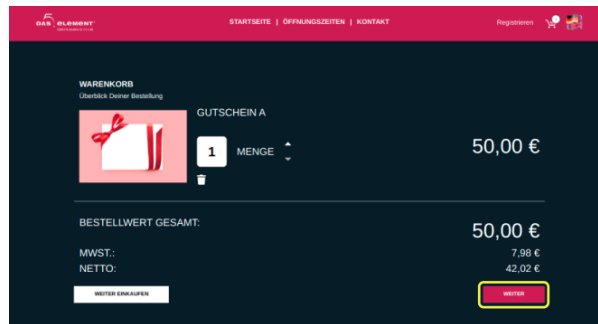 DAS ELEMENT
STARTSEITE | ÖFFNUNGSZEITEN | KONTAKT
Registrieren
WARENKORB
Überblick Deiner Bestellung
GUTSCHEIN A
1 MENGE
50,00 €
BESTELLWERT GESAMT:
50,00 €
MWST.: 7,98 €
NETTO: 42,02 €
WEITER EINKAUFEN
WEITER